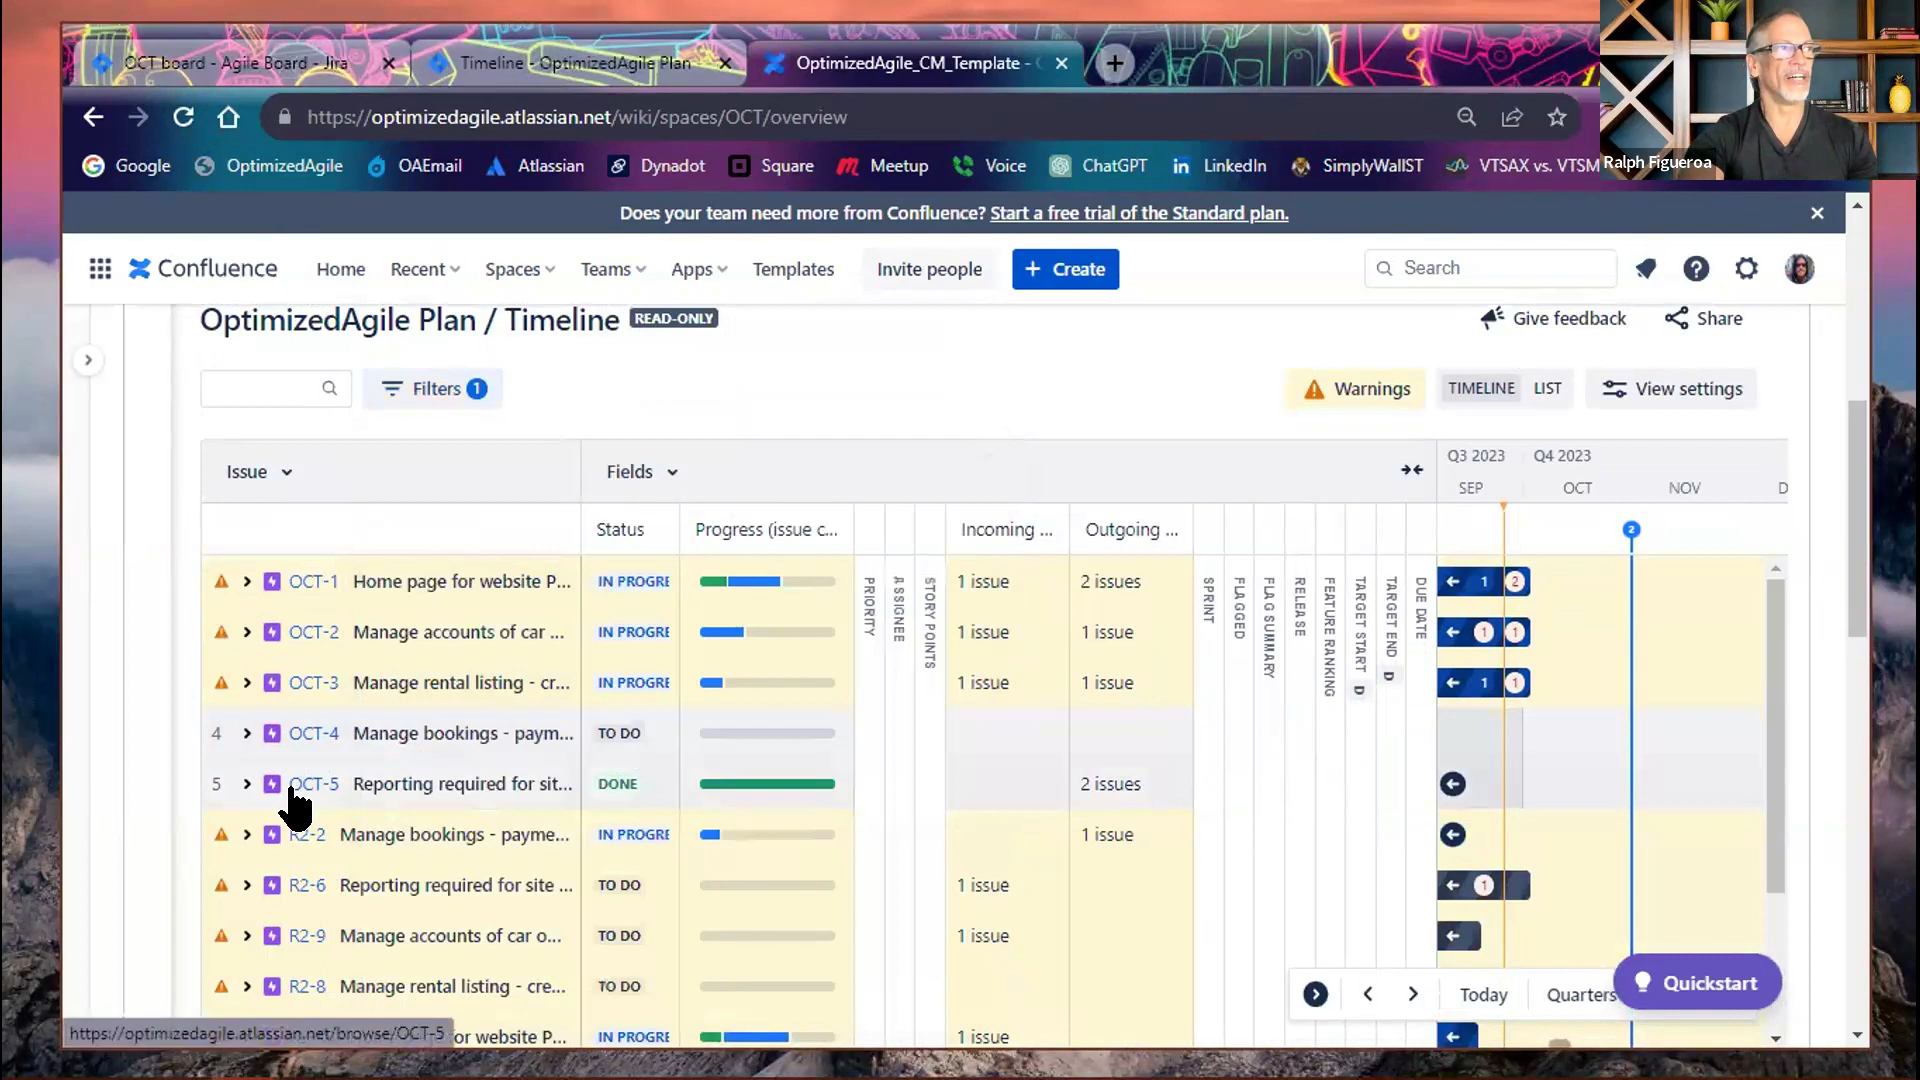 OCT board - Agile Board - Jira
Timeline - OptimizedAgile Plan
OptimizedAgile_CM_Template -
https://optimizedagile.atlassian.net/wiki/spaces/OCT/overview
Google
OptimizedAgile
OAEmail
Atlassian
Dynadot
Square
Meetup
Voice
ChatGPT
LinkedIn
SimplyWallST
VTSAX vs. VTSM
Ralph Figueroa
Does your team need more from Confluence? Start a free trial of the Standard plan.
Confluence
Home
Recent
Spaces
Teams
Apps
Templates
Invite people
+ Create
Search
OptimizedAgile Plan / Timeline READ-ONLY
Give feedback
Share
Filters 1
Warnings
TIMELINE
LIST
View settings
Issue
Fields
Q3 2023
Q4 2023
SEP
OCT
NOV
D
Status
Progress (issue c...
Incoming ...
Outgoing ...
2
PRIORITY
ASSIGNEE
STORY POINTS
SPRINT
FLAGGED
FLAG SUMMARY
RELEASE
FEATURE RANKING
TARGET START D
TARGET END D
DUE DATE
OCT-1 Home page for website P... IN PROGRE 1 issue 2 issues 1 2
OCT-2 Manage accounts of car ... IN PROGRE 1 issue 1 issue 1 1
OCT-3 Manage rental listing - cr... IN PROGRE 1 issue 1 issue 1 1
4 OCT-4 Manage bookings - paym... TO DO
5 OCT-5 Reporting required for sit... DONE 2 issues
R2-2 Manage bookings - payme... IN PROGRE 1 issue
R2-6 Reporting required for site ... TO DO 1 issue 1
R2-9 Manage accounts of car o... TO DO 1 issue
R2-8 Manage rental listing - cre... TO DO
or website P... IN PROGRE 1 issue
Today
Quarters
Quickstart
https://optimizedagile.atlassian.net/browse/OCT-5